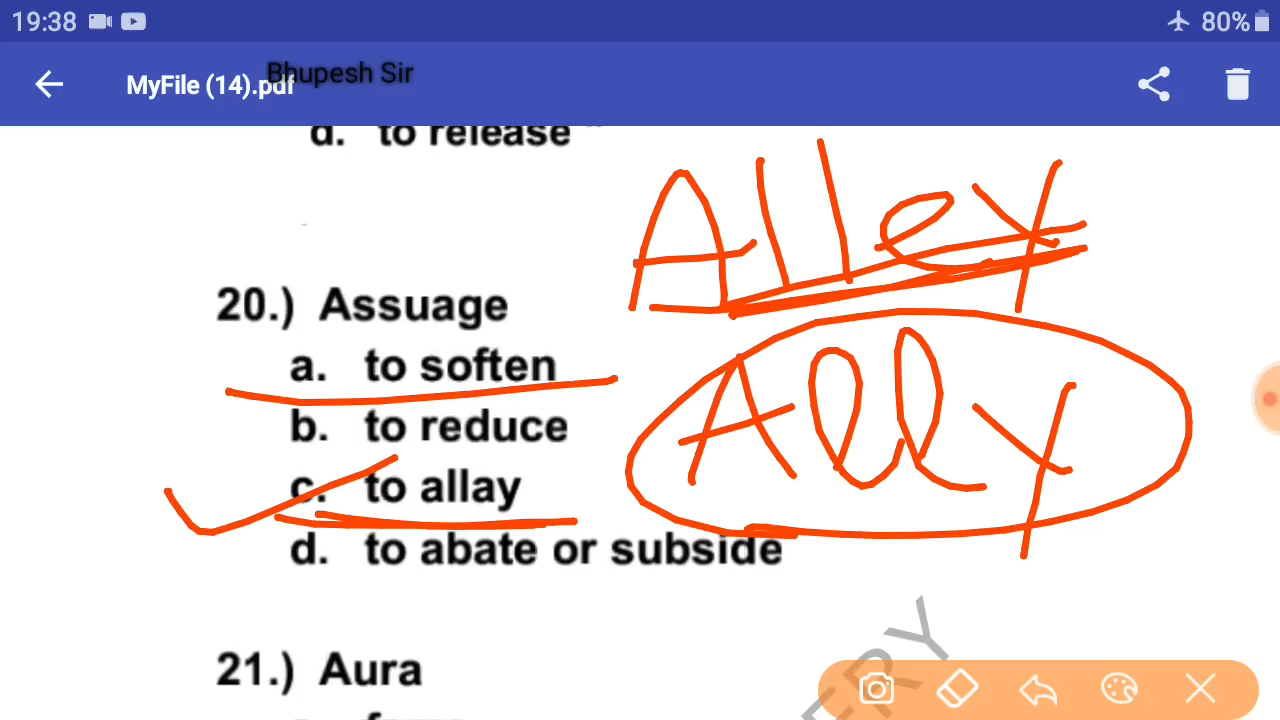 19:38
80%
MyFile (14).pdf
Bhupesh Sir
d. to release
Alley
20.) Assuage
a. to soften
Ally
b. to reduce
c. to allay
d. to abate or subside
21.) Aura
ERY